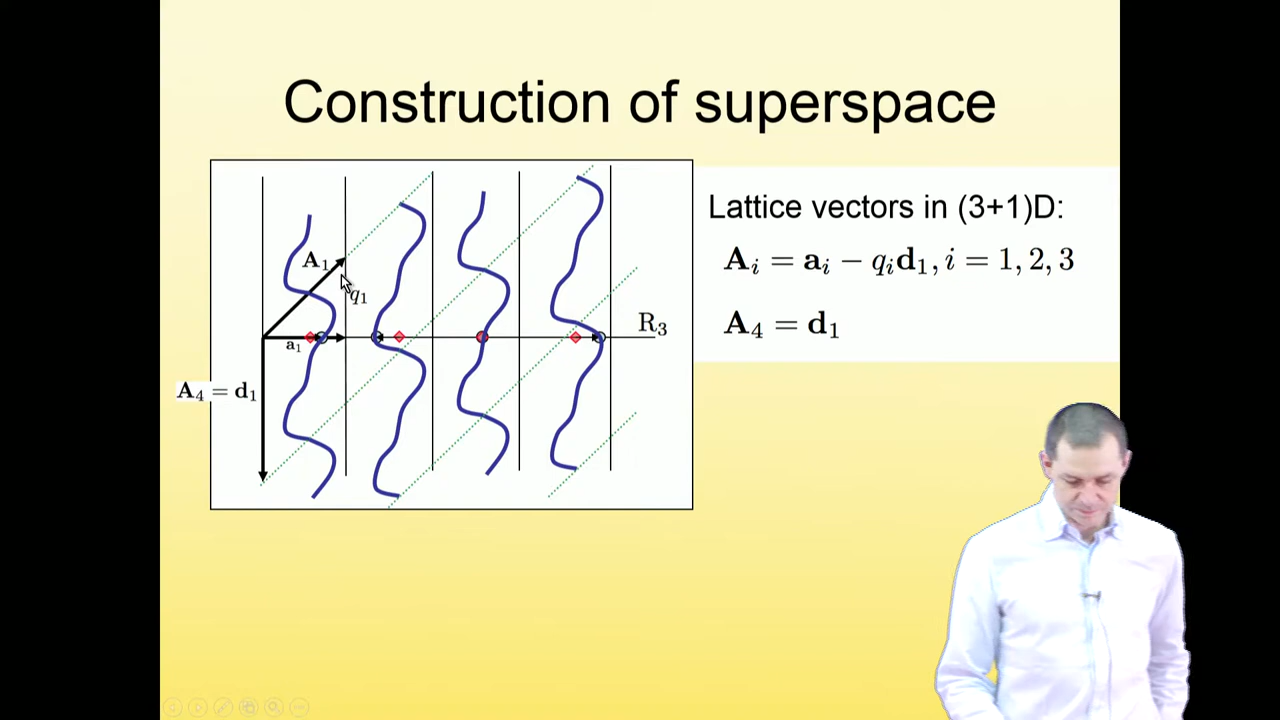 Construction of superspace
A₁
q₁
a₁
R₃
A₄ = d₁
Lattice vectors in (3+1)D:
Aᵢ = aᵢ − qᵢd₁, i = 1, 2, 3
A₄ = d₁